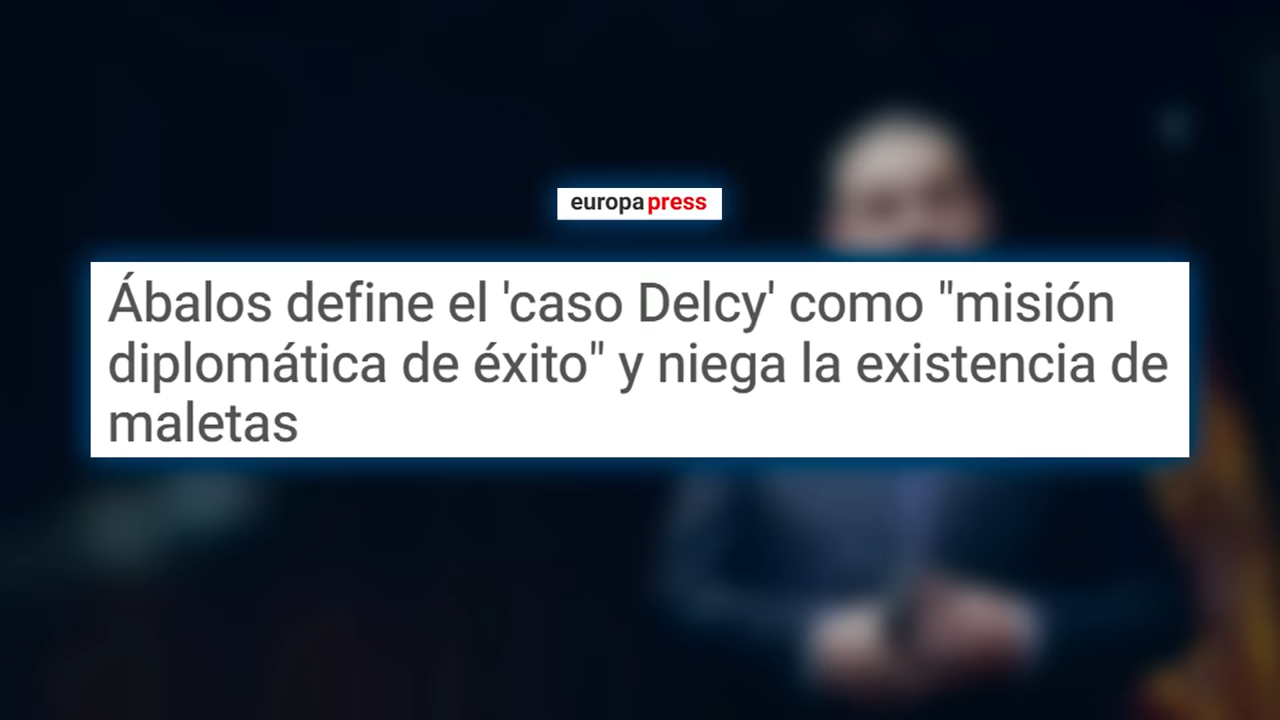 europapress
Ábalos define el 'caso Delcy' como "misión
diplomática de éxito" y niega la existencia de
maletas